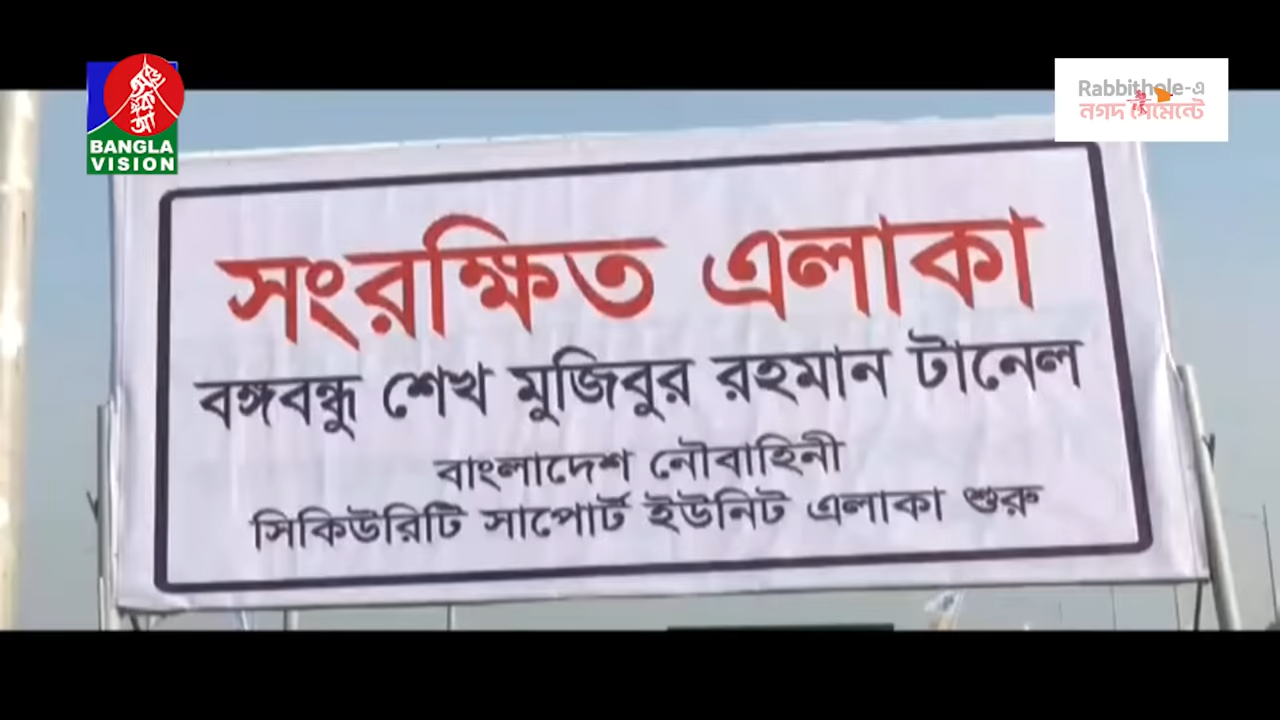 BANGLA
VISION
Rabbithole-এ
নগদ পেমেন্টে
সংরক্ষিত এলাকা
বঙ্গবন্ধু শেখ মুজিবুর রহমান টানেল
বাংলাদেশ নৌবাহিনী
সিকিউরিটি সাপোর্ট ইউনিট এলাকা শুরু